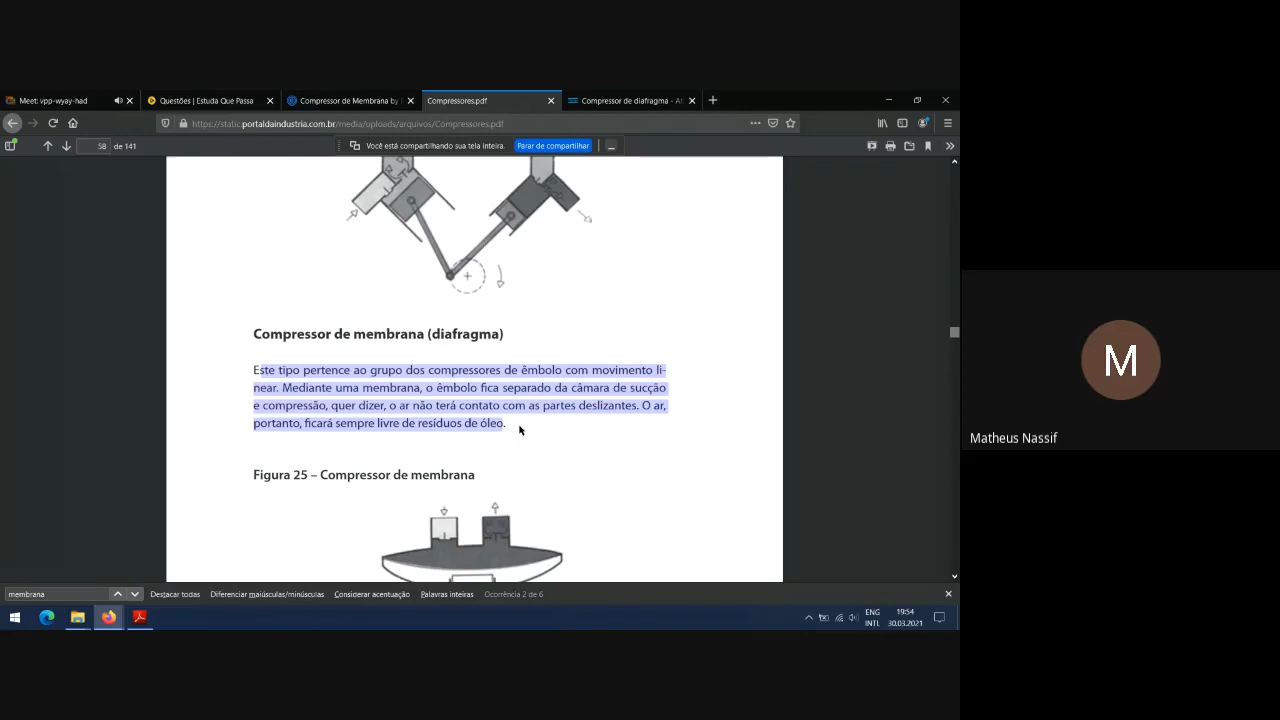 Meet: vpp-wyay-had
Questões | Estuda Que Passa
Compressor de Membrana by
Compressores.pdf
Compressor de diafragma - A
https://static.portaldaindustria.com.br/media/uploads/arquivos/Compressores.pdf
58 de 141
Você está compartilhando sua tela inteira.
Parar de compartilhar
Compressor de membrana (diafragma)
Este tipo pertence ao grupo dos compressores de êmbolo com movimento li-
near. Mediante uma membrana, o êmbolo fica separado da câmara de sucção
e compressão, quer dizer, o ar não terá contato com as partes deslizantes. O ar,
portanto, ficará sempre livre de resíduos de óleo.
Figura 25 – Compressor de membrana
M
Matheus Nassif
membrana
Destacar todas
Diferenciar maiúsculas/minúsculas
Considerar acentuação
Palavras inteiras
Ocorrência 2 de 6
ENG
INTL
19:54
30.03.2021